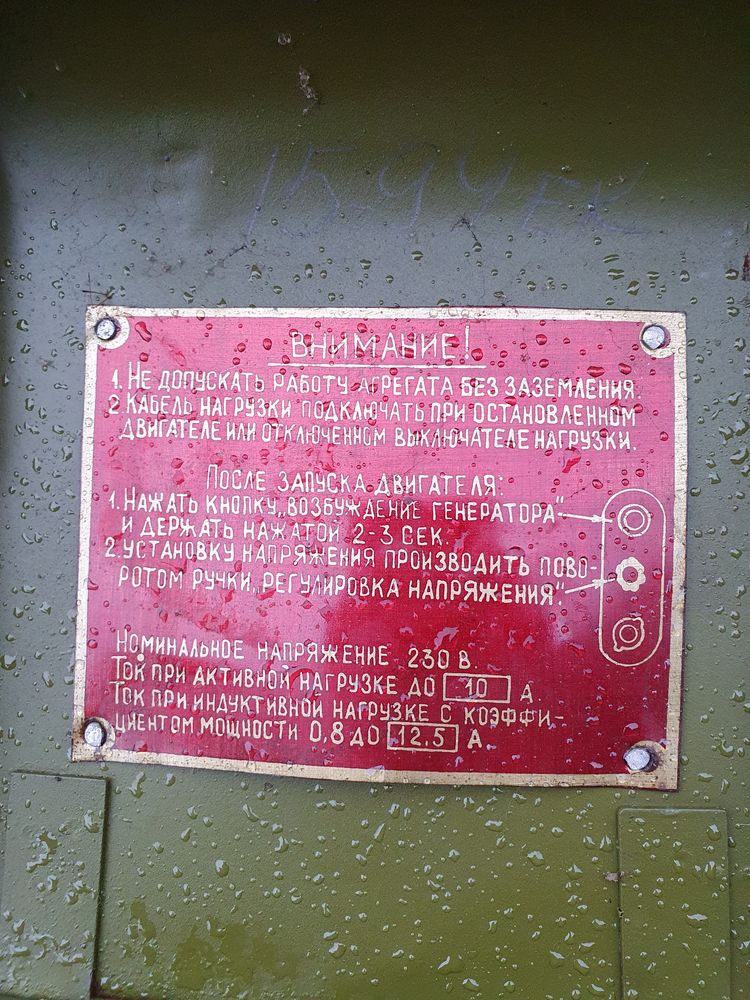 ВНИМАНИЕ!
1. НЕ ДОПУСКАТЬ РАБОТУ АГРЕГАТА БЕЗ ЗАЗЕМЛЕНИЯ.
2 КАБЕЛЬ НАГРУЗКИ ПОДКЛЮЧАТЬ ПРИ ОСТАНОВЛЕННОМ
ДВИГАТЕЛЕ ИЛИ ОТКЛЮЧЕННОМ ВЫКЛЮЧАТЕЛЕ НАГРУЗКИ.
ПОСЛЕ ЗАПУСКА ДВИГАТЕЛЯ:
1. НАЖАТЬ КНОПКУ „ВОЗБУЖДЕНИЕ ГЕНЕРАТОРА"
И ДЕРЖАТЬ НАЖАТОЙ 2-3 СЕК.
2. УСТАНОВКУ НАПРЯЖЕНИЯ ПРОИЗВОДИТЬ ПОВО-
РОТОМ РУЧКИ „РЕГУЛИРОВКА НАПРЯЖЕНИЯ".
НОМИНАЛЬНОЕ НАПРЯЖЕНИЕ 230 В.
ТОК ПРИ АКТИВНОЙ НАГРУЗКЕ ДО 10 А
ТОК ПРИ ИНДУКТИВНОЙ НАГРУЗКЕ С КОЭФФИ-
ЦИЕНТОМ МОЩНОСТИ 0,8 ДО 12,5 А